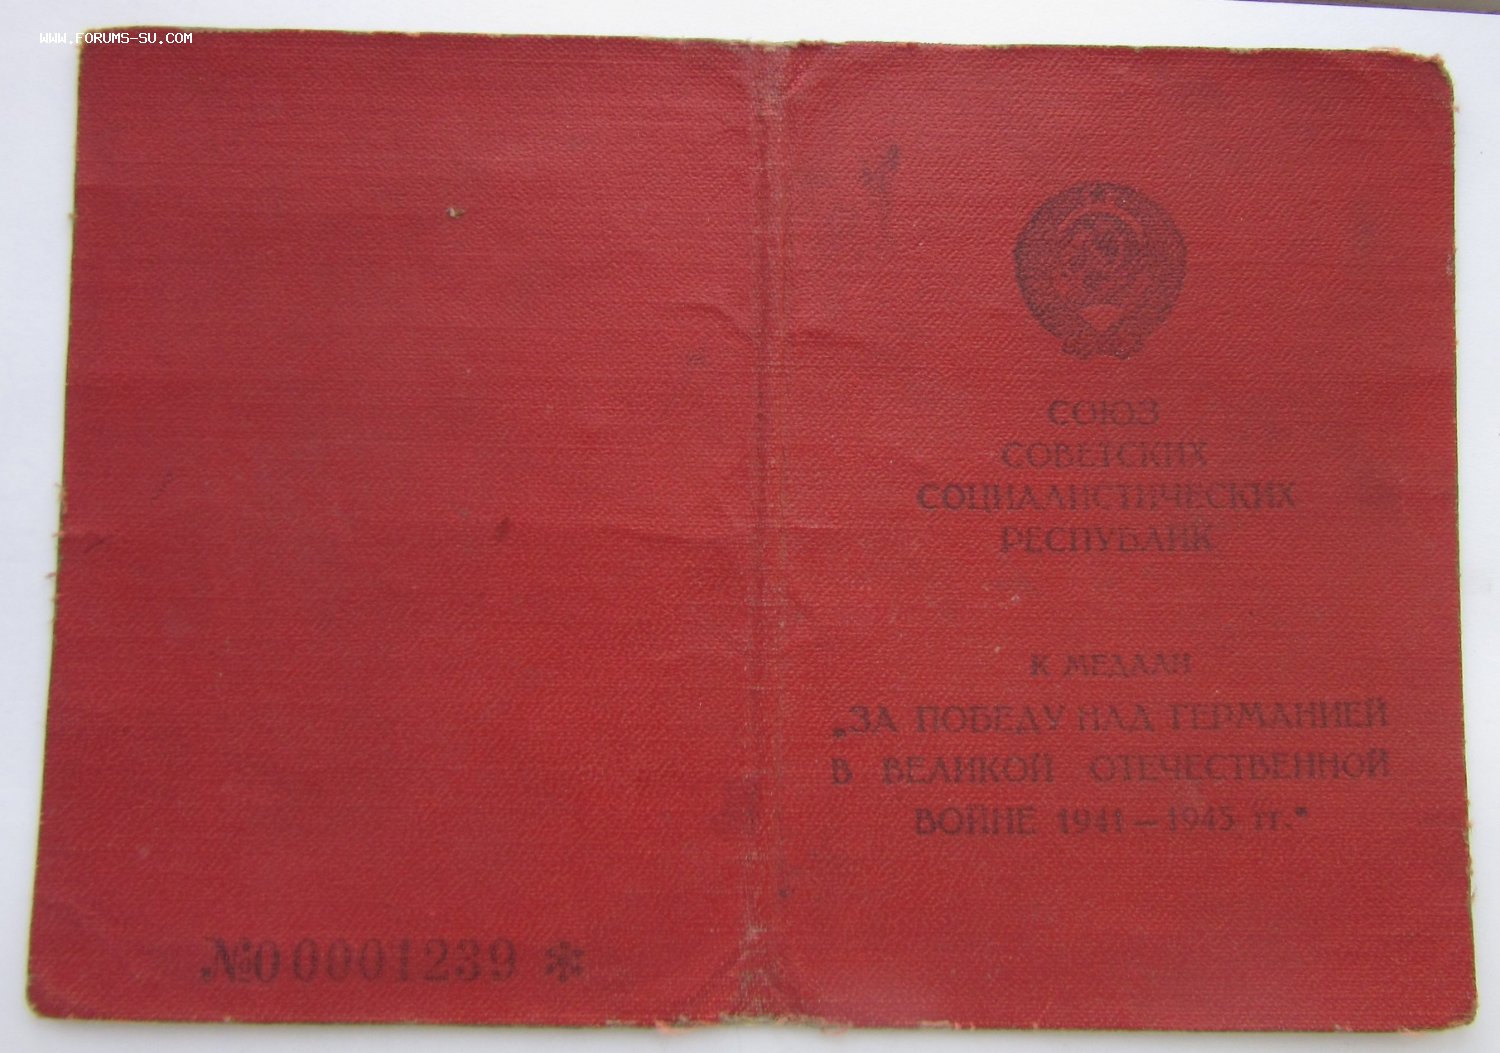 WWW.FORUMS-SU.COM
СОЮЗ
СОВЕТСКИХ
СОЦИАЛИСТИЧЕСКИХ
РЕСПУБЛИК
К МЕДАЛИ
„ЗА ПОБЕДУ НАД ГЕРМАНИЕЙ
В ВЕЛИКОЙ ОТЕЧЕСТВЕННОЙ
ВОЙНЕ 1941—1945 гг.“
№00001239 *